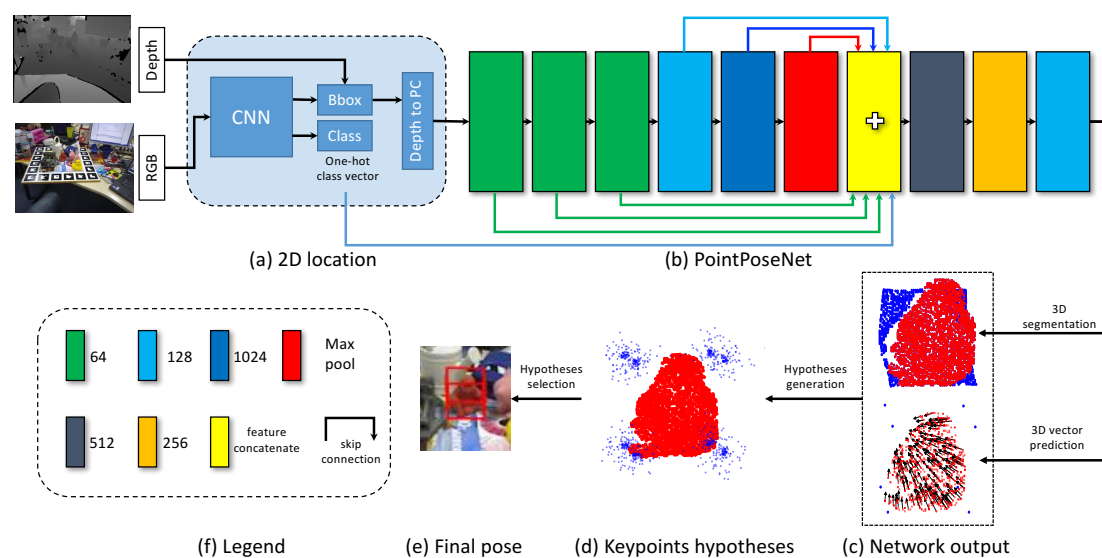 Depth
RGB
CNN
Bbox
Class
One-hot
class vector
Depth to PC
(a) 2D location
(b) PointPoseNet
64
128
1024
Max
pool
512
256
feature
concatenate
skip
connection
(f) Legend
Hypotheses
selection
(e) Final pose
Hypotheses
generation
(d) Keypoints hypotheses
3D
segmentation
3D vector
prediction
(c) Network output